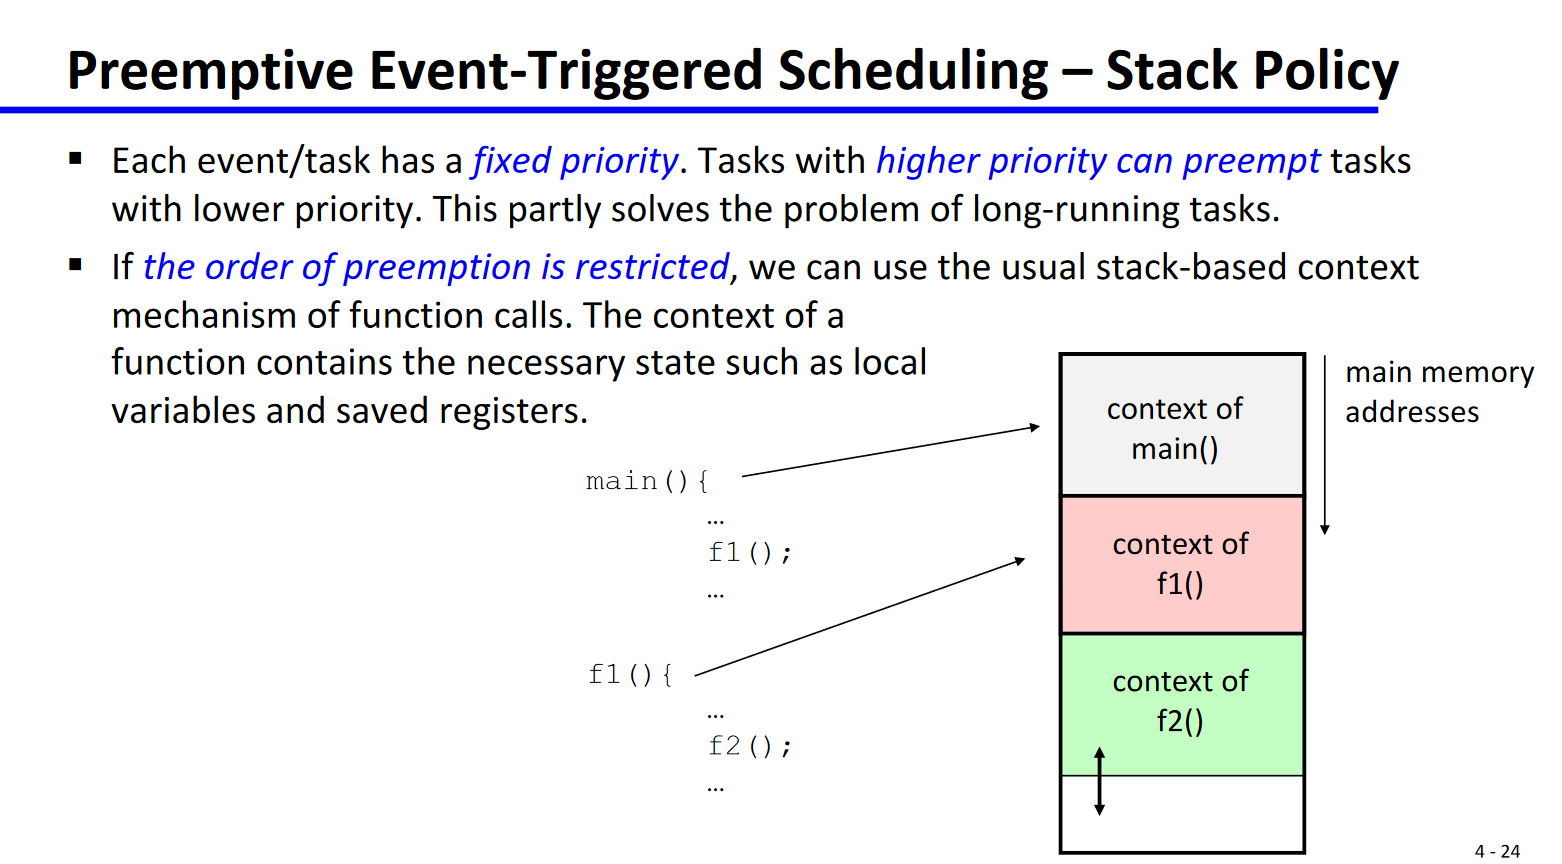 Preemptive Event-Triggered Scheduling – Stack Policy
▪ Each event/task has a fixed priority. Tasks with higher priority can preempt tasks
with lower priority. This partly solves the problem of long-running tasks.
▪ If the order of preemption is restricted, we can use the usual stack-based context
mechanism of function calls. The context of a
function contains the necessary state such as local
variables and saved registers.
main(){
…
f1();
…
f1(){
…
f2();
…
context of
main()
context of
f1()
context of
f2()
main memory
addresses
4 - 24